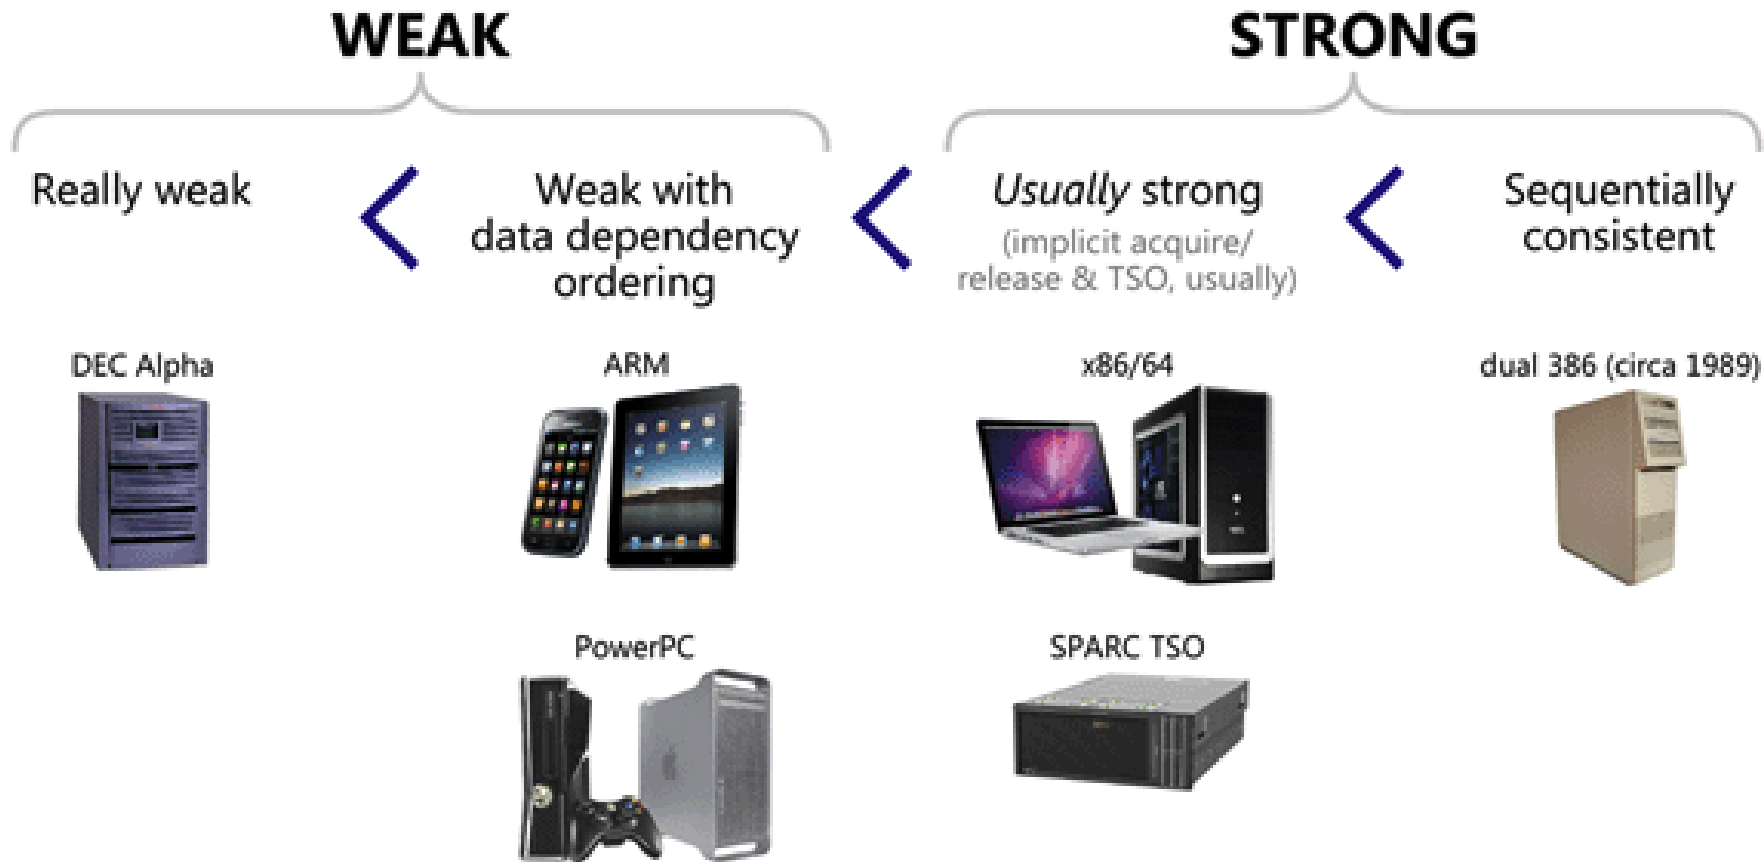 WEAK
STRONG
Really weak
<
Weak with
data dependency
ordering
<
Usually strong
(implicit acquire/
release & TSO, usually)
<
Sequentially
consistent
DEC Alpha
ARM
x86/64
dual 386 (circa 1989)
PowerPC
SPARC TSO